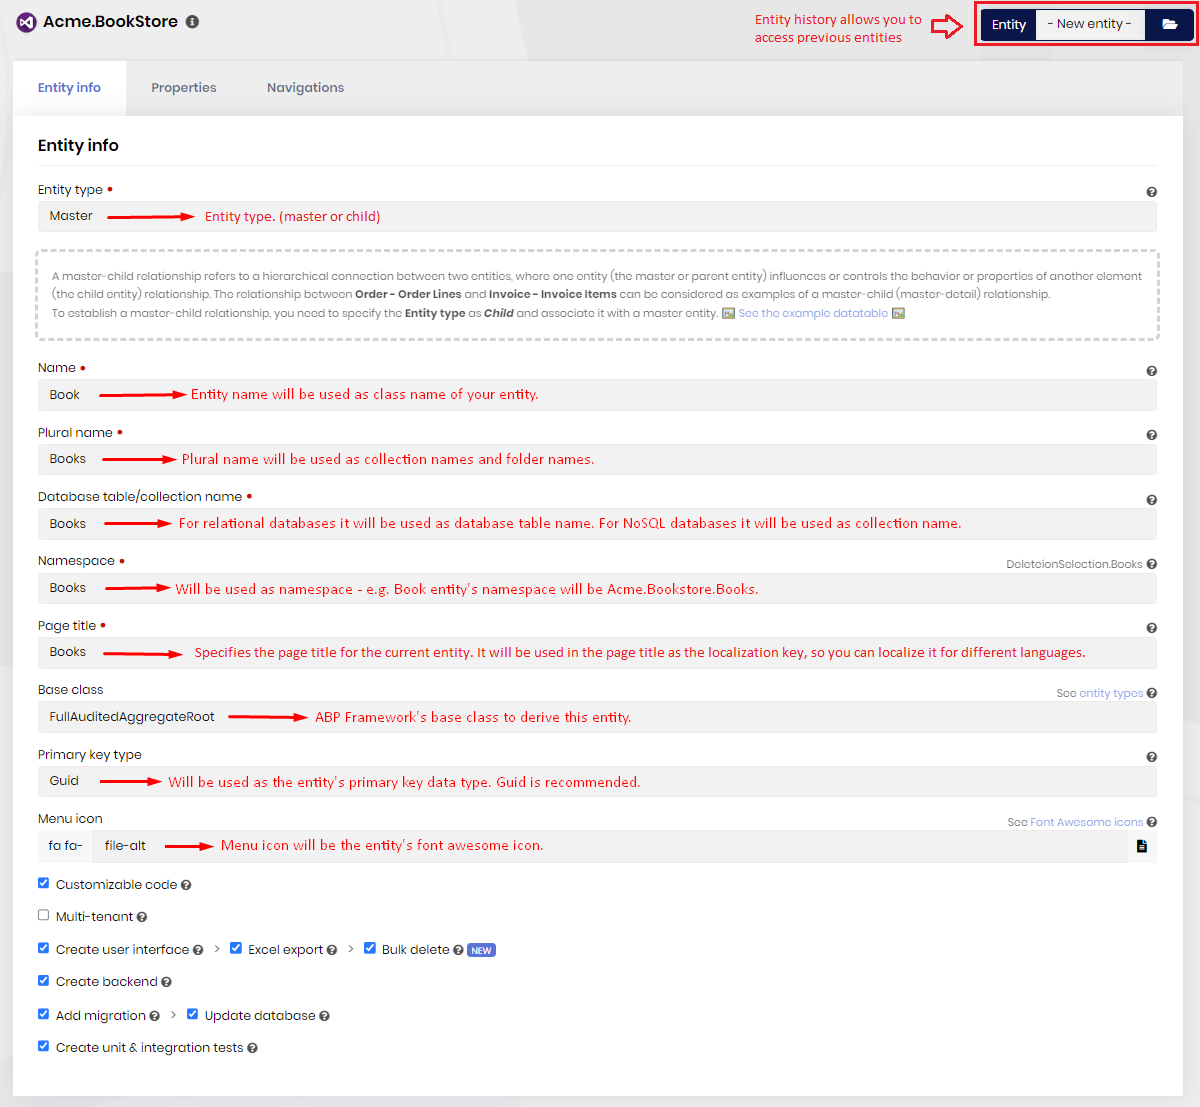 Acme.BookStore
Entity history allows you to
access previous entities
Entity - New entity -
Entity info Properties Navigations
Entity info
Entity type •
Master Entity type. (master or child)
A master-child relationship refers to a hierarchical connection between two entities, where one entity (the master or parent entity) influences or controls the behavior or properties of another element
(the child entity) relationship. The relationship between Order - Order Lines and Invoice - Invoice Items can be considered as examples of a master-child (master-detail) relationship.
To establish a master-child relationship, you need to specify the Entity type as Child and associate it with a master entity. See the example datatable
Name •
Book Entity name will be used as class name of your entity.
Plural name •
Books Plural name will be used as collection names and folder names.
Database table/collection name •
Books For relational databases it will be used as database table name. For NoSQL databases it will be used as collection name.
Namespace • DeleteionSelection.Books
Books Will be used as namespace - e.g. Book entity's namespace will be Acme.Bookstore.Books.
Page title •
Books Specifies the page title for the current entity. It will be used in the page title as the localization key, so you can localize it for different languages.
Base class See entity types
FullAuditedAggregateRoot ABP Framework's base class to derive this entity.
Primary key type
Guid Will be used as the entity's primary key data type. Guid is recommended.
Menu icon See Font Awesome icons
fa fa- file-alt Menu icon will be the entity's font awesome icon.
Customizable code
Multi-tenant
Create user interface > Excel export > Bulk delete NEW
Create backend
Add migration > Update database
Create unit & integration tests